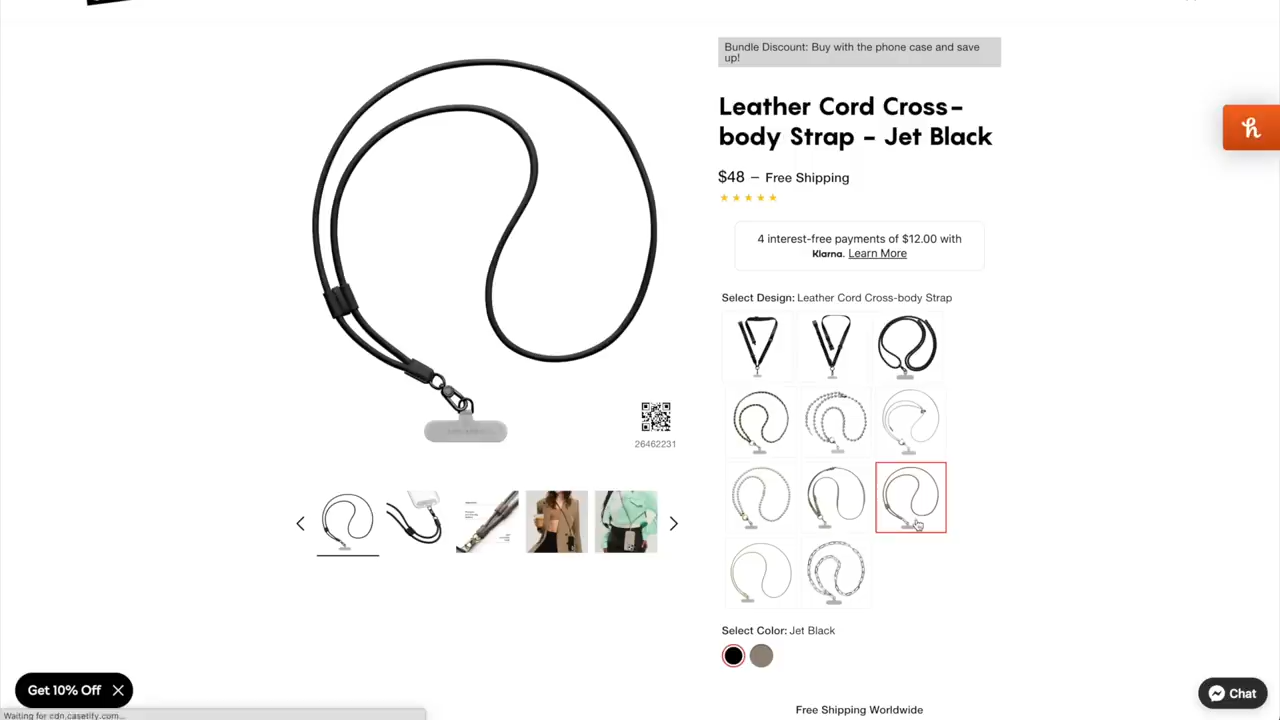 Bundle Discount: Buy with the phone case and save
up!
Leather Cord Cross-
body Strap - Jet Black
$48 – Free Shipping
4 interest-free payments of $12.00 with
Klarna. Learn More
Select Design: Leather Cord Cross-body Strap
26462231
Select Color: Jet Black
Get 10% Off
Chat
Free Shipping Worldwide
Waiting for cdn.casetify.com...